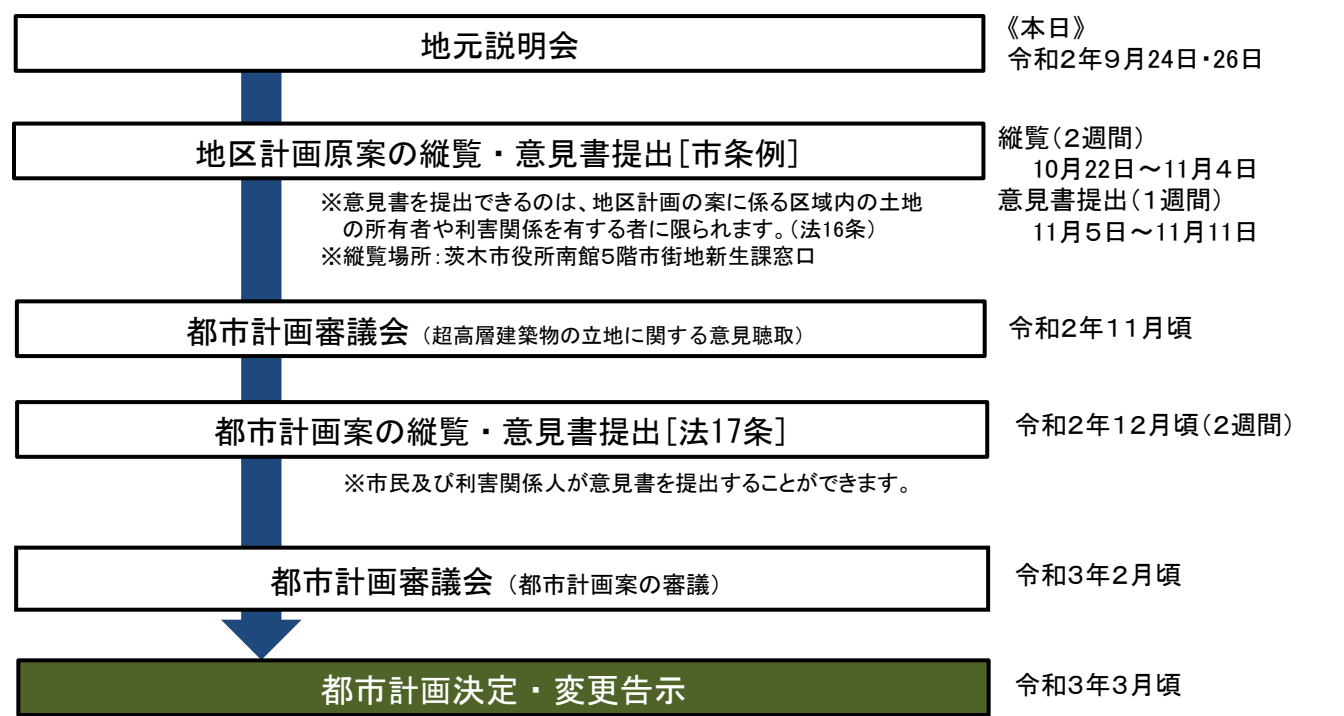 地元説明会
《本日》
令和2年9月24日・26日
地区計画原案の縦覧・意見書提出[市条例]
縦覧(2週間)
10月22日～11月4日
意見書提出(1週間)
11月5日～11月11日
※意見書を提出できるのは、地区計画の案に係る区域内の土地
の所有者や利害関係を有する者に限られます。(法16条)
※縦覧場所:茨木市役所南館5階市街地新生課窓口
都市計画審議会(超高層建築物の立地に関する意見聴取)
令和2年11月頃
都市計画案の縦覧・意見書提出[法17条]
令和2年12月頃(2週間)
※市民及び利害関係人が意見書を提出することができます。
都市計画審議会(都市計画案の審議)
令和3年2月頃
都市計画決定・変更告示
令和3年3月頃